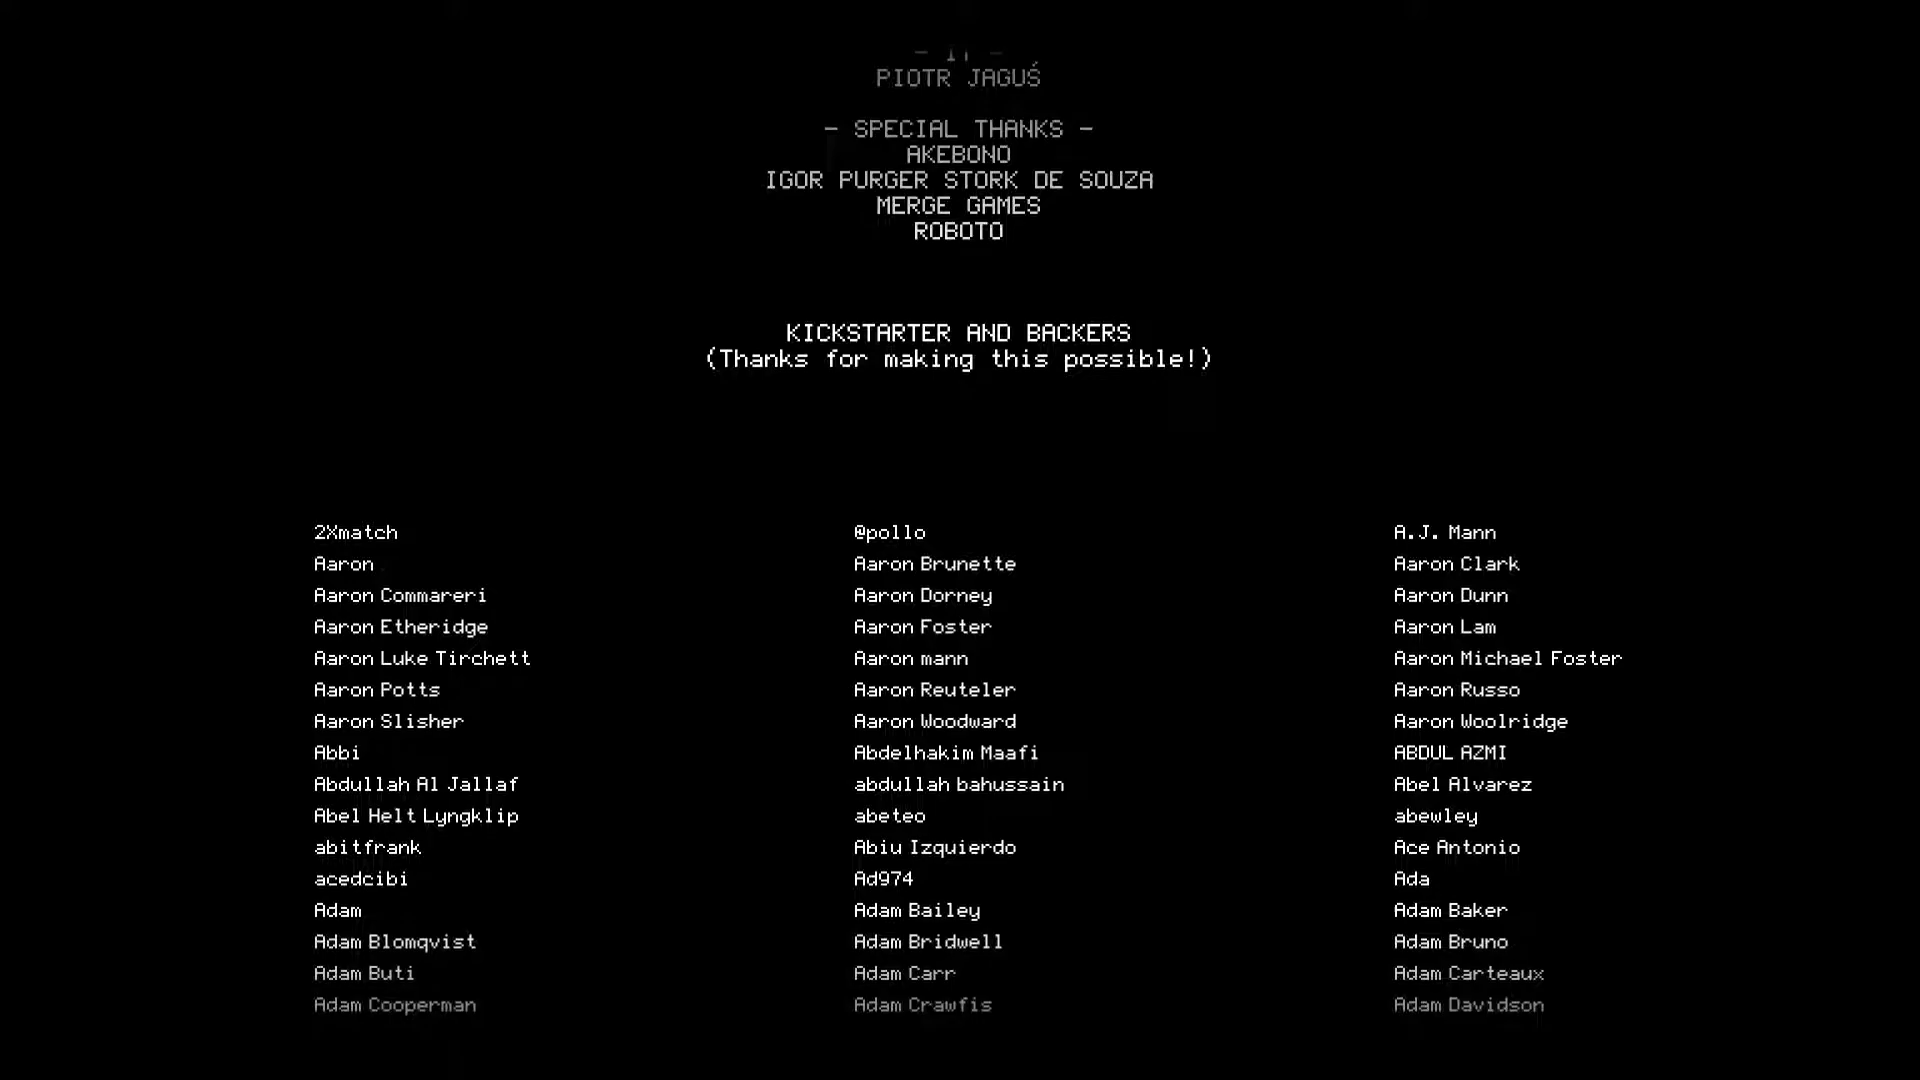 PIOTR JAGUŚ
- SPECIAL THANKS -
AKEBONO
IGOR PURGER STORK DE SOUZA
MERGE GAMES
ROBOTO
KICKSTARTER AND BACKERS
(Thanks for making this possible!)
2Xmatch @pollo A.J. Mann
Aaron Aaron Brunette Aaron Clark
Aaron Commareri Aaron Dorney Aaron Dunn
Aaron Etheridge Aaron Foster Aaron Lam
Aaron Luke Tirchett Aaron mann Aaron Michael Foster
Aaron Potts Aaron Reuteler Aaron Russo
Aaron Slisher Aaron Woodward Aaron Woolridge
Abbi Abdelhakim Maafi ABDUL AZMI
Abdullah Al Jallaf abdullah bahussain Abel Alvarez
Abel Helt Lyngklip abeteo abewley
abitfrank Abiu Izquierdo Ace Antonio
acedcibi Ad974 Ada
Adam Adam Bailey Adam Baker
Adam Blomqvist Adam Bridwell Adam Bruno
Adam Buti Adam Carr Adam Carteaux
Adam Cooperman Adam Crawfis Adam Davidson